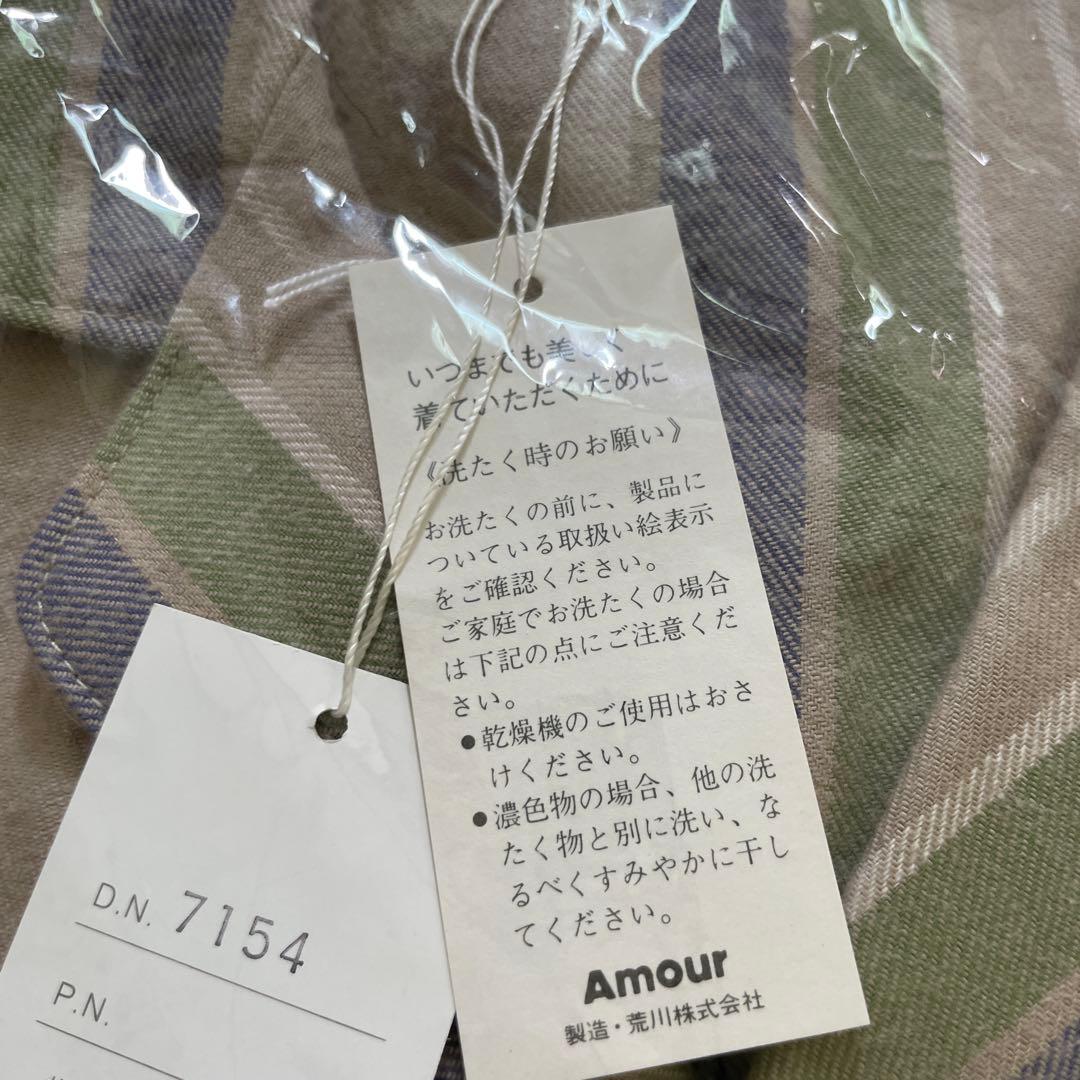 いつまでも美しく
着ていただくために
《洗たく時のお願い》
お洗たくの前に、製品に
ついている取扱い絵表示
をご確認ください。
ご家庭でお洗たくの場合
は下記の点にご注意くだ
さい。
●乾燥機のご使用はおさ
けください。
●濃色物の場合、他の洗
たく物と別に洗い、な
るべくすみやかに干し
てください。
Amour
製造・荒川株式会社
D.N. 7154
P.N.